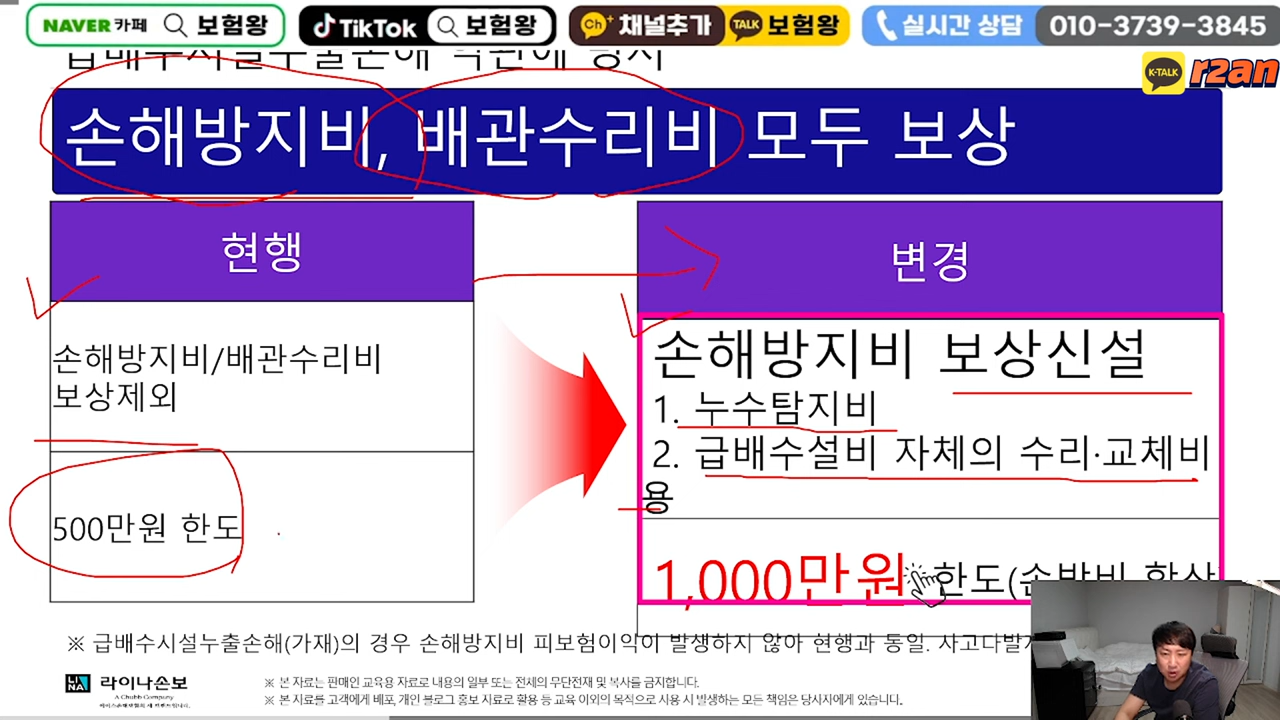 NAVER 카페 보험왕
TikTok 보험왕
Ch+ 채널추가 TALK 보험왕
실시간 상담 010-3739-3845
K-TALK r2an
손해방지비, 배관수리비 모두 보상
현행
변경
손해방지비/배관수리비
보상제외
500만원 한도
손해방지비 보상신설
1. 누수탐지비
2. 급배수설비 자체의 수리·교체비
용
1,000만원 한도(손방비 합산
※ 급배수시설누출손해(가재)의 경우 손해방지비 피보험이익이 발생하지 않아 현행과 통일. 사고다발
LINA 라이나손보
A Chubb Company
※ 본 자료는 판매인 교육용 자료로 내용의 일부 또는 전체의 무단전재 및 복사를 금지합니다.
※ 본 자료를 고객에게 배포, 개인 블로그 홍보 자료로 활용 등 교육 이외의 목적으로 사용 시 발생하는 모든 책임은 당사자에게 있습니다.